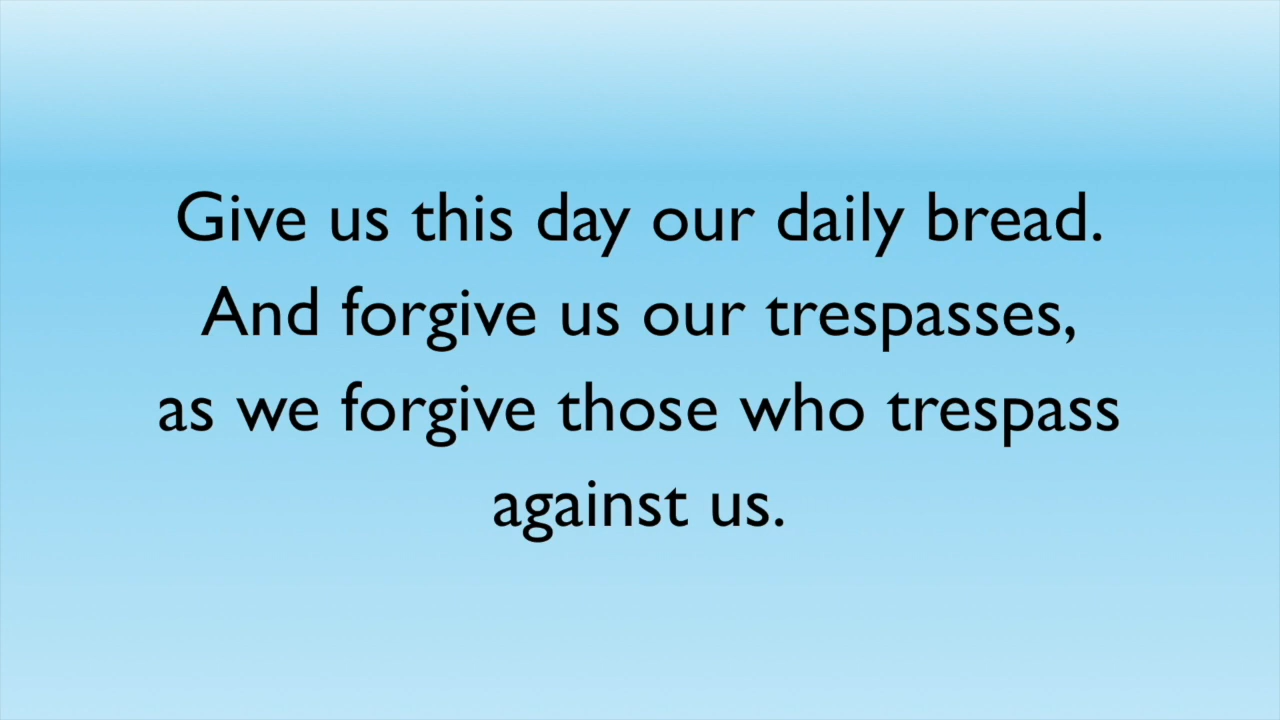 Give us this day our daily bread.
And forgive us our trespasses,
as we forgive those who trespass
against us.